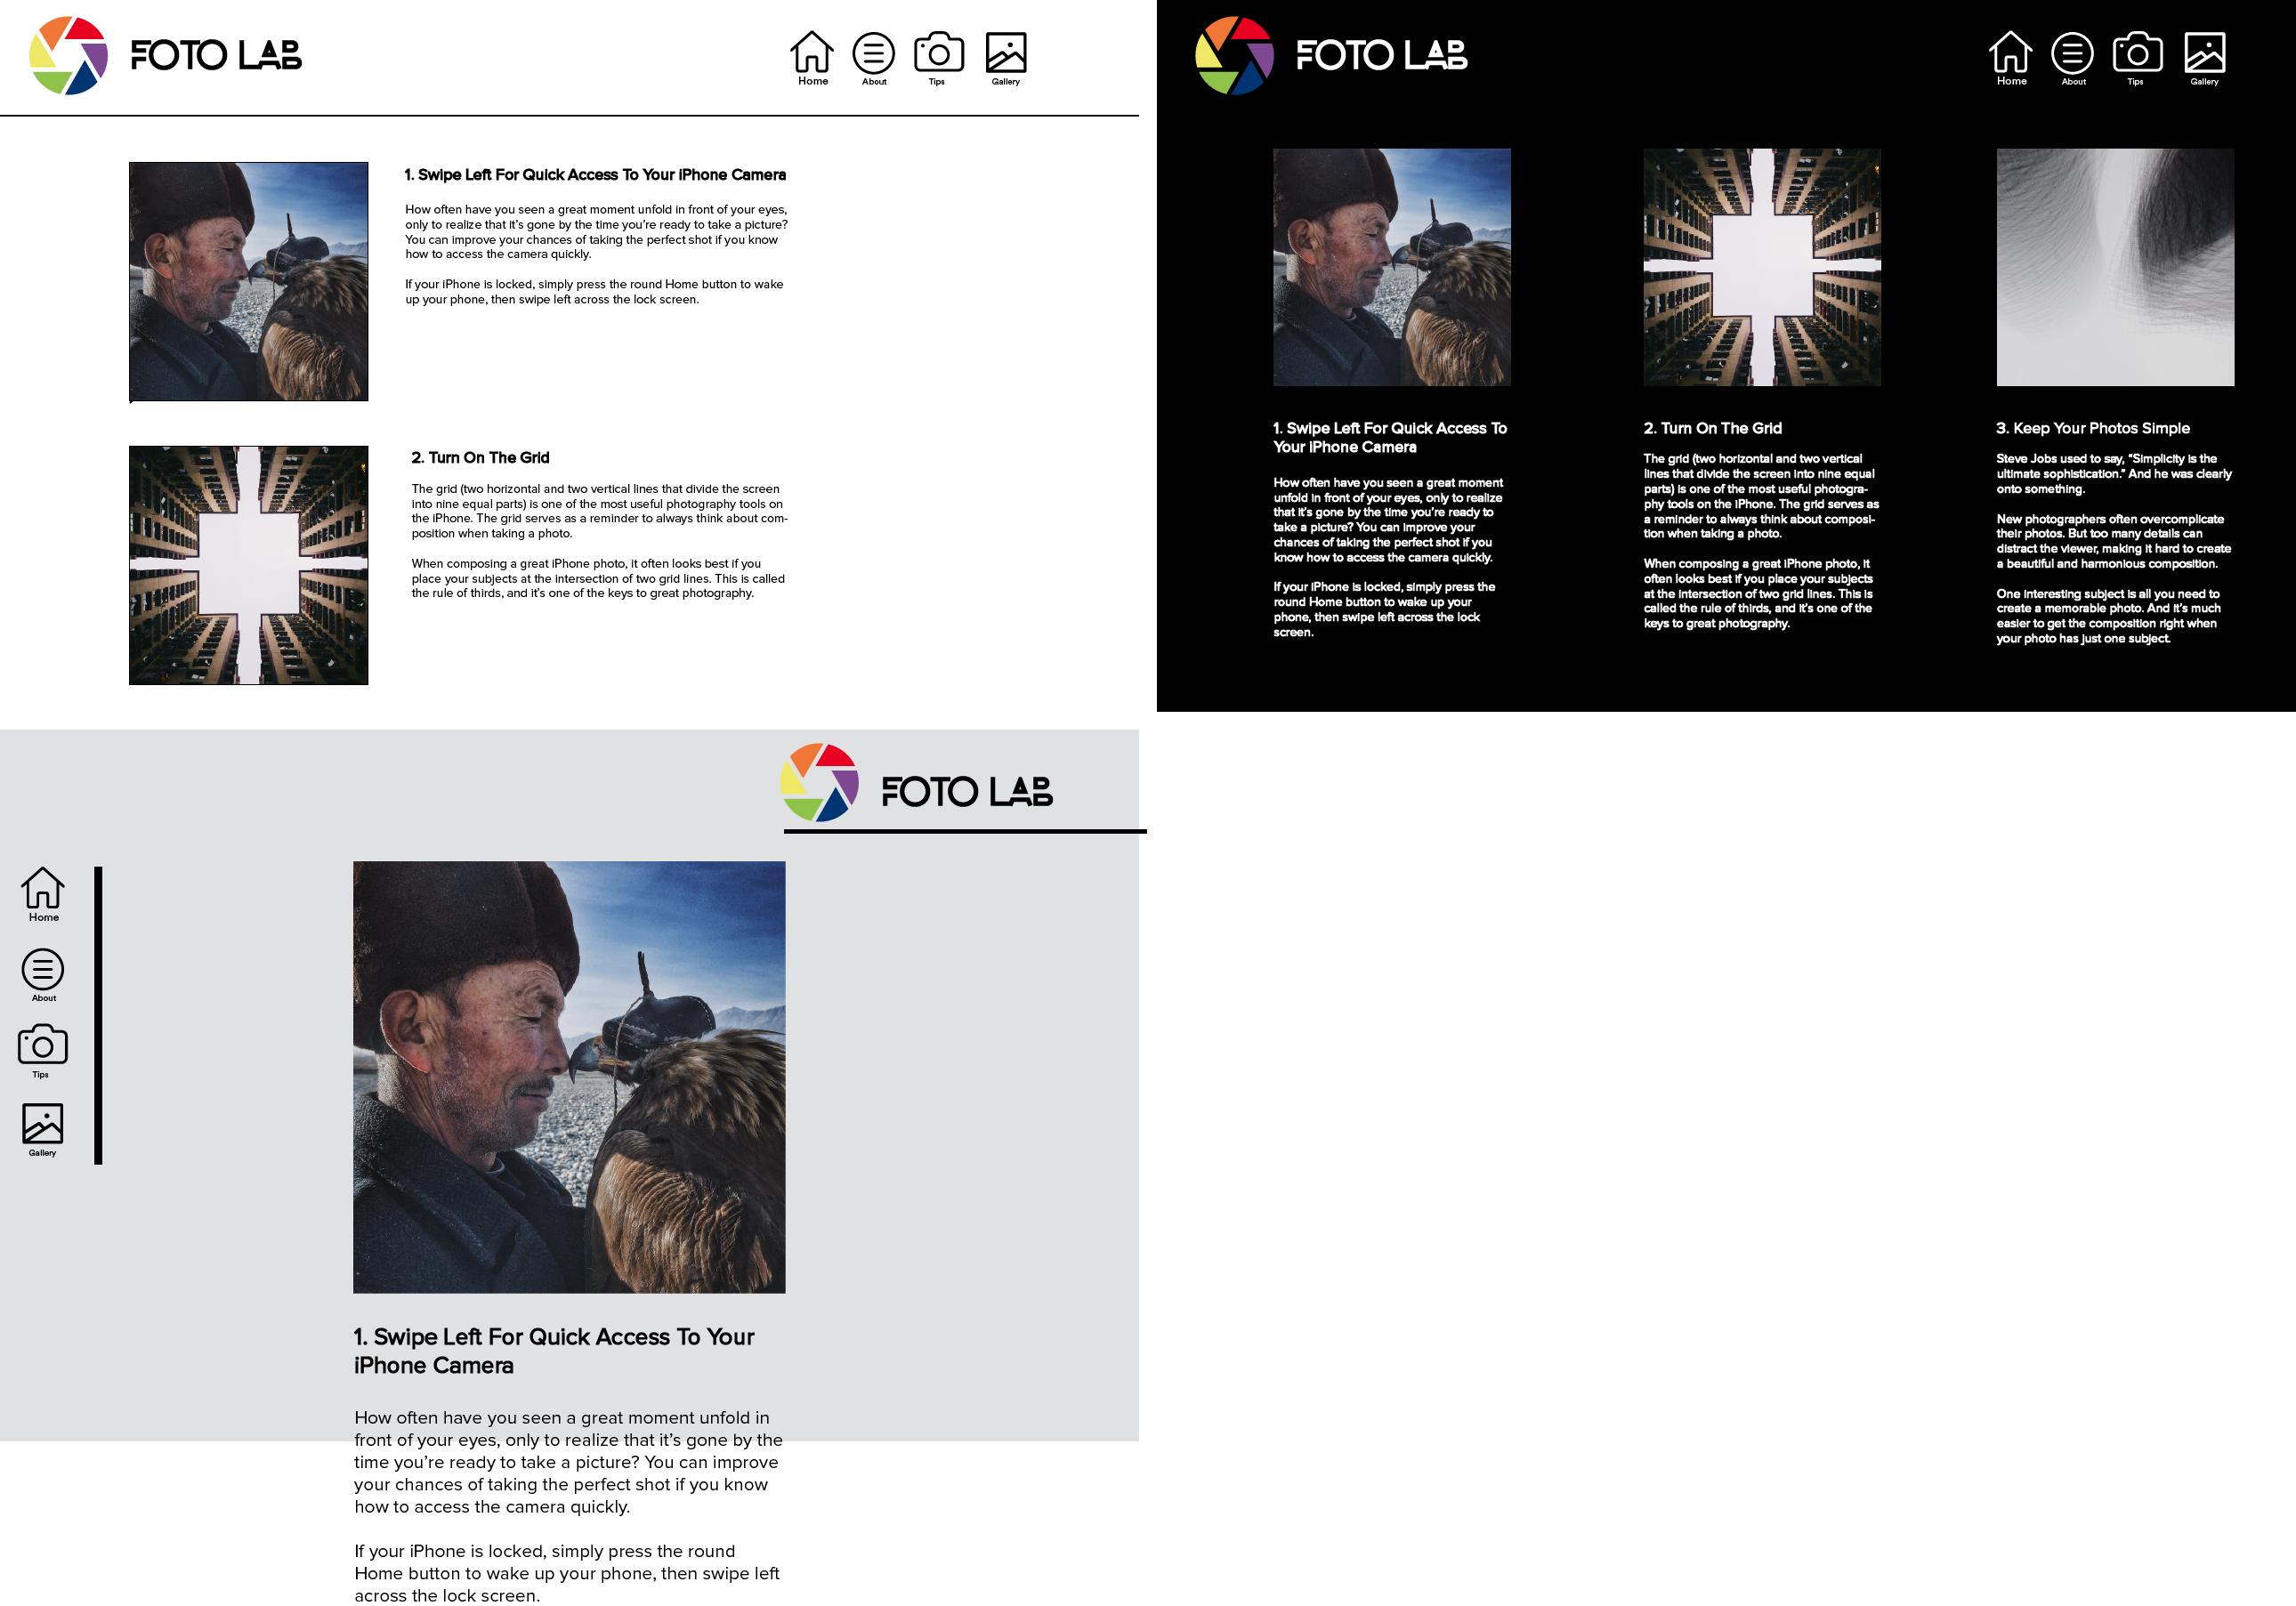 FOTO LAB
Home
About
Tips
Gallery
1. Swipe Left For Quick Access To Your iPhone Camera
How often have you seen a great moment unfold in front of your eyes,
only to realize that it’s gone by the time you’re ready to take a picture?
You can improve your chances of taking the perfect shot if you know
how to access the camera quickly.
If your iPhone is locked, simply press the round Home button to wake
up your phone, then swipe left across the lock screen.
2. Turn On The Grid
The grid (two horizontal and two vertical lines that divide the screen
into nine equal parts) is one of the most useful photography tools on
the iPhone. The grid serves as a reminder to always think about com-
position when taking a photo.
When composing a great iPhone photo, it often looks best if you
place your subjects at the intersection of two grid lines. This is called
the rule of thirds, and it’s one of the keys to great photography.
FOTO LAB
Home
About
Tips
Gallery
1. Swipe Left For Quick Access To
Your iPhone Camera
How often have you seen a great moment
unfold in front of your eyes, only to realize
that it’s gone by the time you’re ready to
take a picture? You can improve your
chances of taking the perfect shot if you
know how to access the camera quickly.
If your iPhone is locked, simply press the
round Home button to wake up your
phone, then swipe left across the lock
screen.
2. Turn On The Grid
The grid (two horizontal and two vertical
lines that divide the screen into nine equal
parts) is one of the most useful photogra-
phy tools on the iPhone. The grid serves as
a reminder to always think about composi-
tion when taking a photo.
When composing a great iPhone photo, it
often looks best if you place your subjects
at the intersection of two grid lines. This is
called the rule of thirds, and it’s one of the
keys to great photography.
3. Keep Your Photos Simple
Steve Jobs used to say, “Simplicity is the
ultimate sophistication.” And he was clearly
onto something.
New photographers often overcomplicate
their photos. But too many details can
distract the viewer, making it hard to create
a beautiful and harmonious composition.
One interesting subject is all you need to
create a memorable photo. And it’s much
easier to get the composition right when
your photo has just one subject.
FOTO LAB
Home
About
Tips
Gallery
1. Swipe Left For Quick Access To Your
iPhone Camera
How often have you seen a great moment unfold in
front of your eyes, only to realize that it’s gone by the
time you’re ready to take a picture? You can improve
your chances of taking the perfect shot if you know
how to access the camera quickly.
If your iPhone is locked, simply press the round
Home button to wake up your phone, then swipe left
across the lock screen.